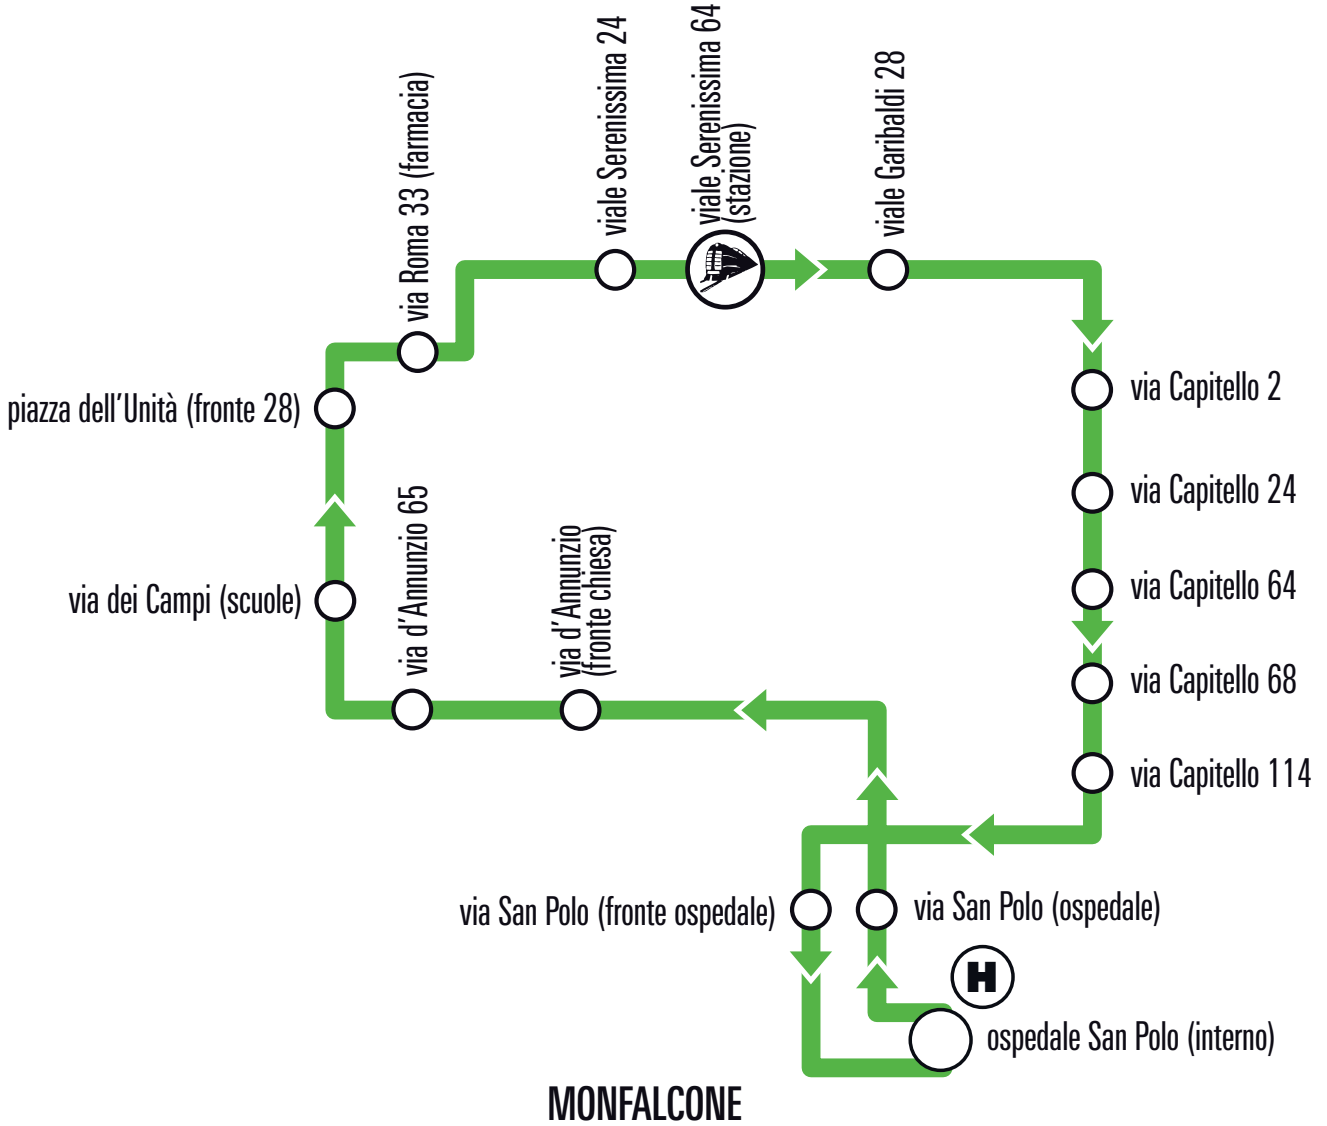 viale Serenissima 24
viale Serenissima 64
(stazione)
viale Garibaldi 28
via Roma 33 (farmacia)
piazza dell'Unità (fronte 28)
via Capitello 2
via Capitello 24
via d'Annunzio 65
via d'Annunzio
(fronte chiesa)
via dei Campi (scuole)
via Capitello 64
via Capitello 68
via Capitello 114
via San Polo (fronte ospedale)
via San Polo (ospedale)
H
ospedale San Polo (interno)
MONFALCONE